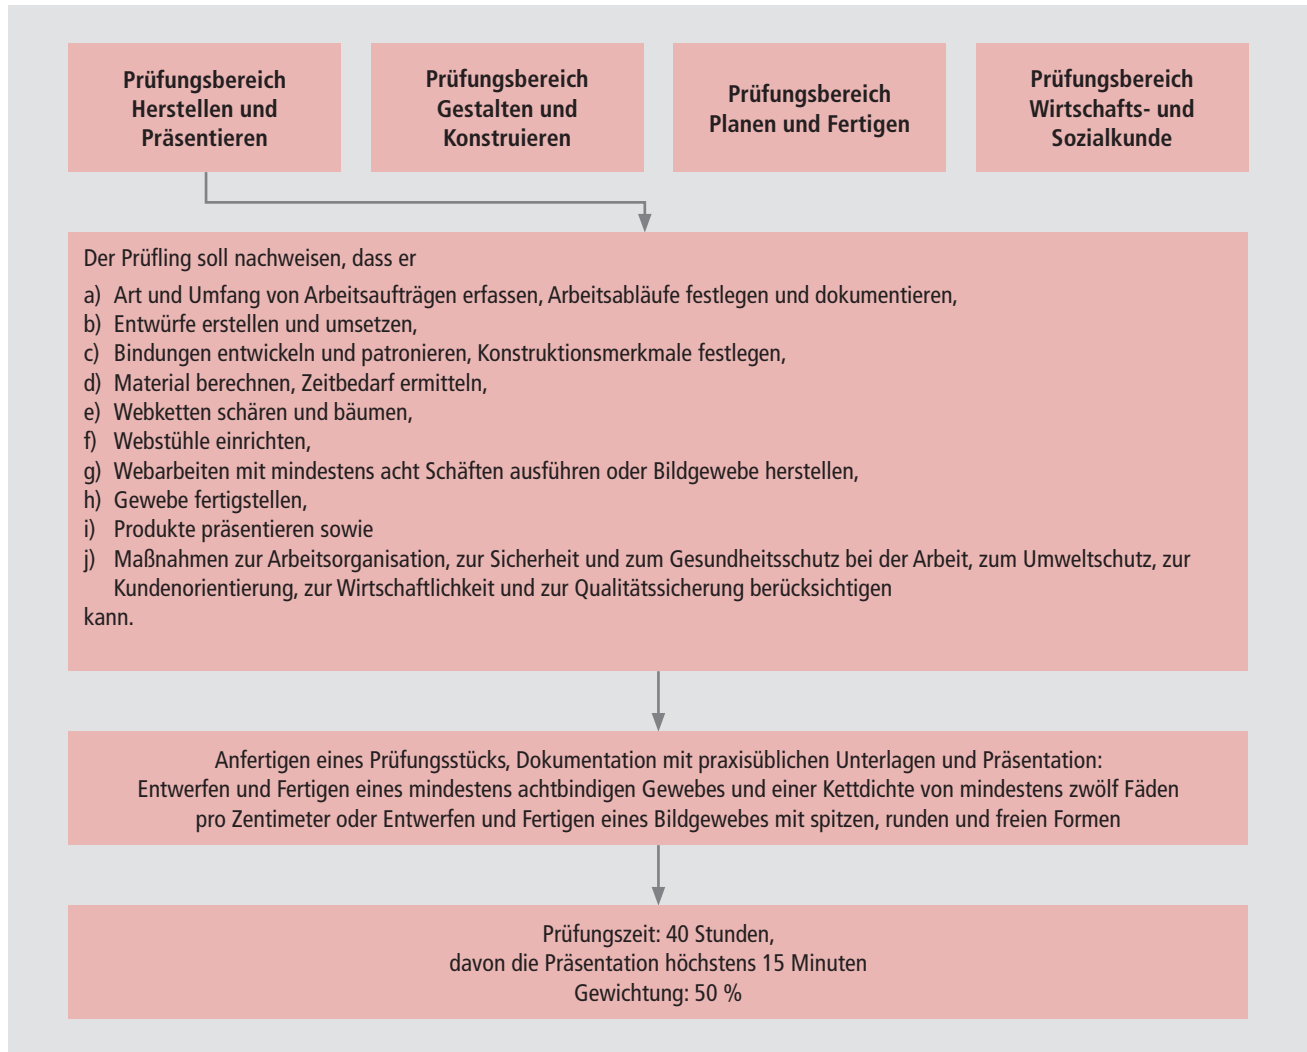 Prüfungsbereich
Herstellen und
Präsentieren
Prüfungsbereich
Gestalten und
Konstruieren
Prüfungsbereich
Planen und Fertigen
Prüfungsbereich
Wirtschafts- und
Sozialkunde
Der Prüfling soll nachweisen, dass er
a) Art und Umfang von Arbeitsaufträgen erfassen, Arbeitsabläufe festlegen und dokumentieren,
b) Entwürfe erstellen und umsetzen,
c) Bindungen entwickeln und patronieren, Konstruktionsmerkmale festlegen,
d) Material berechnen, Zeitbedarf ermitteln,
e) Webketten schären und bäumen,
f) Webstühle einrichten,
g) Webarbeiten mit mindestens acht Schäften ausführen oder Bildgewebe herstellen,
h) Gewebe fertigstellen,
i) Produkte präsentieren sowie
j) Maßnahmen zur Arbeitsorganisation, zur Sicherheit und zum Gesundheitsschutz bei der Arbeit, zum Umweltschutz, zur
Kundenorientierung, zur Wirtschaftlichkeit und zur Qualitätssicherung berücksichtigen
kann.
Anfertigen eines Prüfungsstücks, Dokumentation mit praxisüblichen Unterlagen und Präsentation:
Entwerfen und Fertigen eines mindestens achtbindigen Gewebes und einer Kettdichte von mindestens zwölf Fäden
pro Zentimeter oder Entwerfen und Fertigen eines Bildgewebes mit spitzen, runden und freien Formen
Prüfungszeit: 40 Stunden,
davon die Präsentation höchstens 15 Minuten
Gewichtung: 50 %